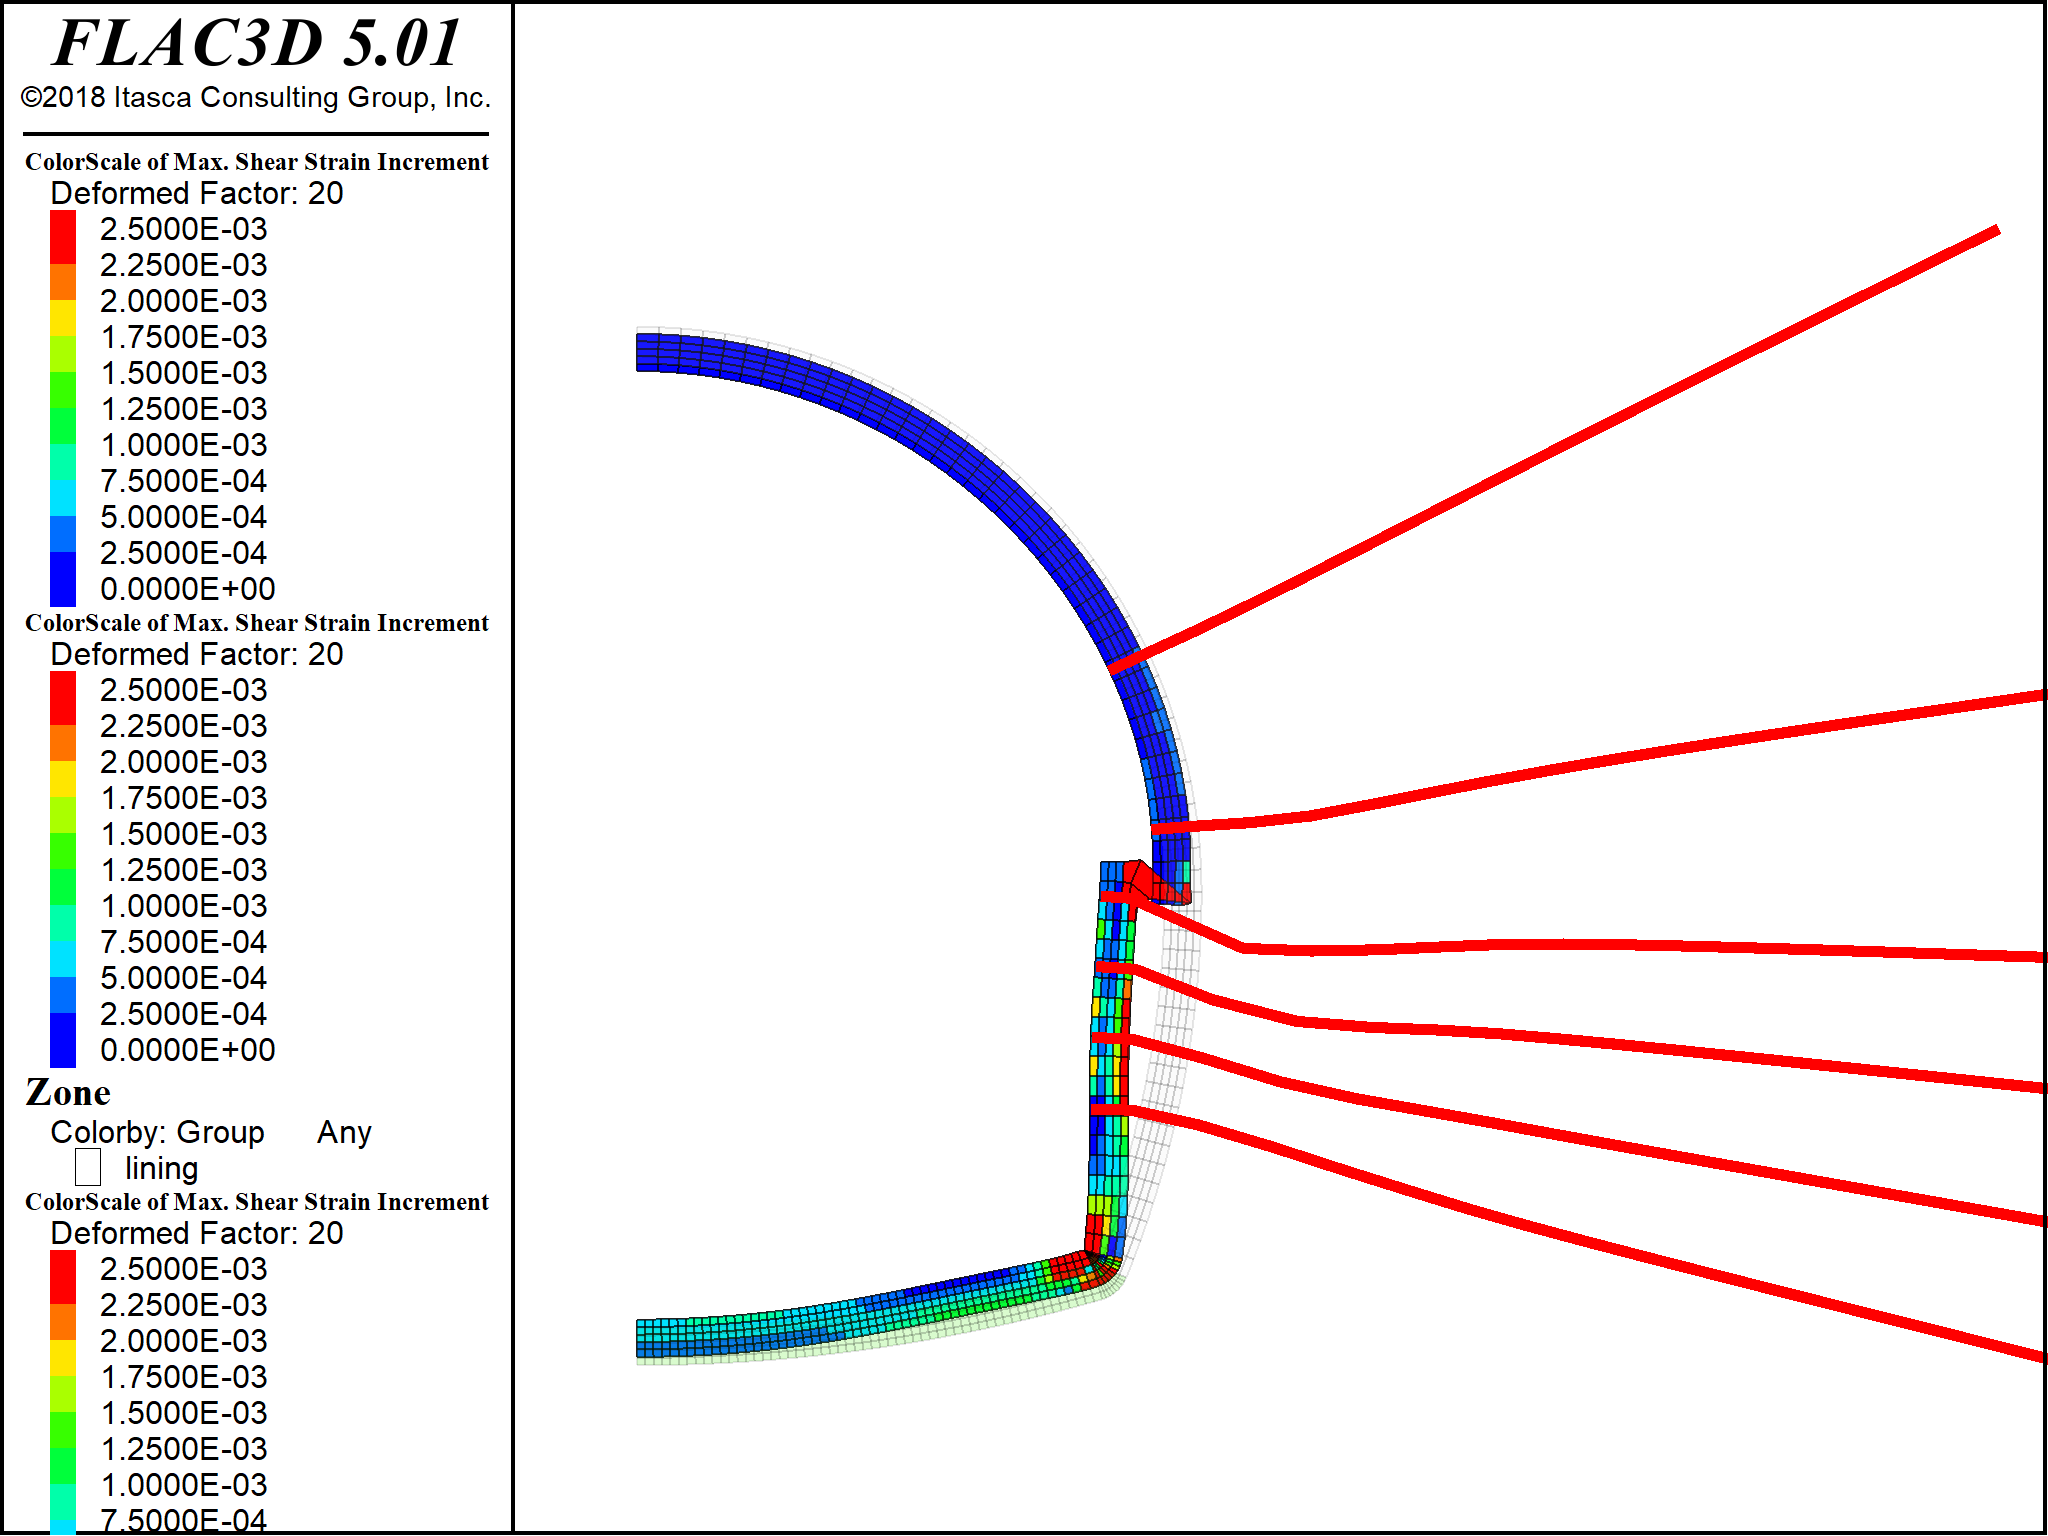 FLAC3D 5.01
©2018 Itasca Consulting Group, Inc.
ColorScale of Max. Shear Strain Increment
Deformed Factor: 20
2.5000E-03
2.2500E-03
2.0000E-03
1.7500E-03
1.5000E-03
1.2500E-03
1.0000E-03
7.5000E-04
5.0000E-04
2.5000E-04
0.0000E+00
ColorScale of Max. Shear Strain Increment
Deformed Factor: 20
2.5000E-03
2.2500E-03
2.0000E-03
1.7500E-03
1.5000E-03
1.2500E-03
1.0000E-03
7.5000E-04
5.0000E-04
2.5000E-04
0.0000E+00
Zone
Colorby: Group Any
lining
ColorScale of Max. Shear Strain Increment
Deformed Factor: 20
2.5000E-03
2.2500E-03
2.0000E-03
1.7500E-03
1.5000E-03
1.2500E-03
1.0000E-03
7.5000E-04